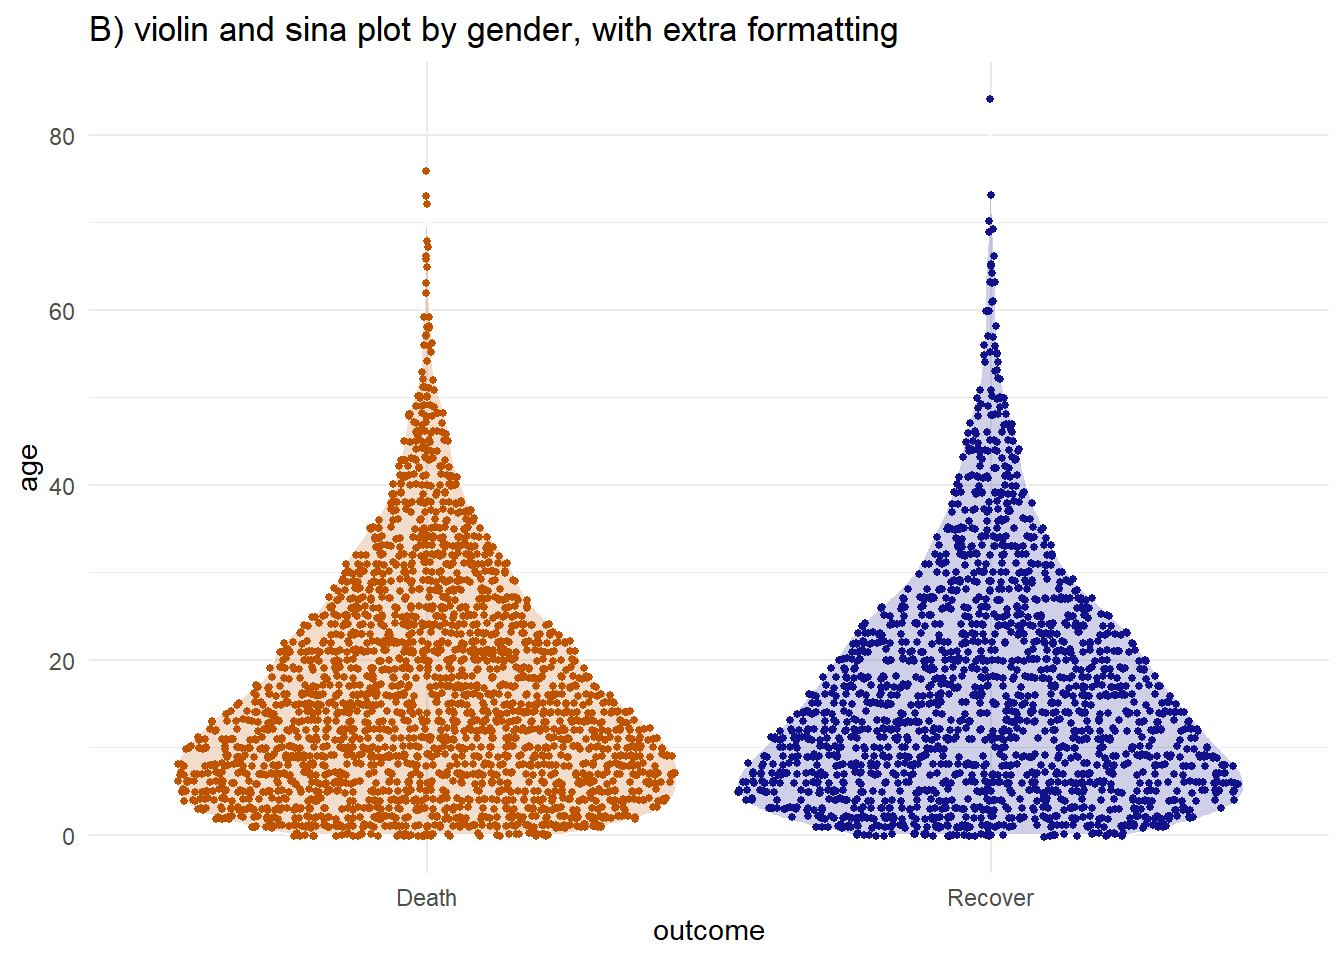 B) violin and sina plot by gender, with extra formatting
80
60
40
20
0
age
Death
Recover
outcome